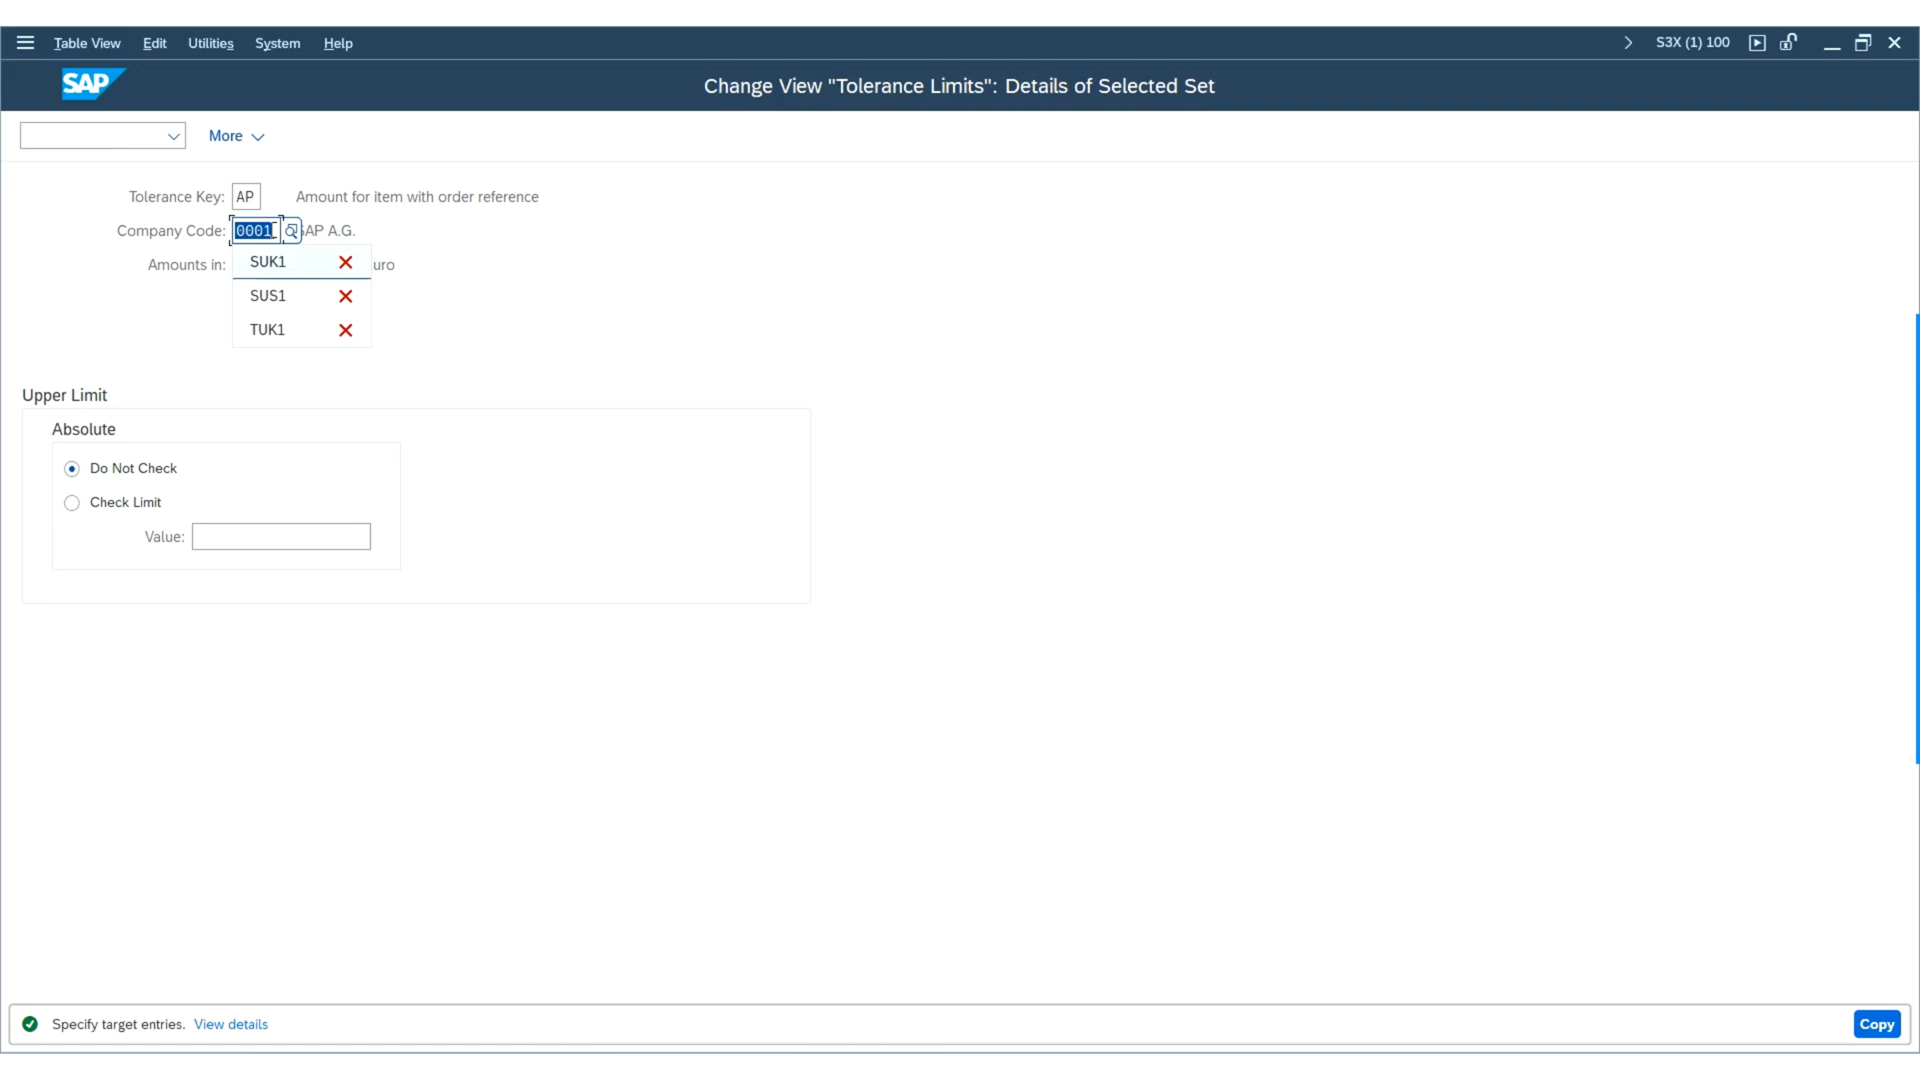 Table View Edit Utilities System Help S3X (1) 100
SAP Change View "Tolerance Limits": Details of Selected Set
More
Tolerance Key: AP Amount for item with order reference
Company Code: 0001 SAP A.G.
Amounts in: uro
SUK1
SUS1
TUK1
Upper Limit
Absolute
Do Not Check
Check Limit
Value:
Specify target entries. View details Copy